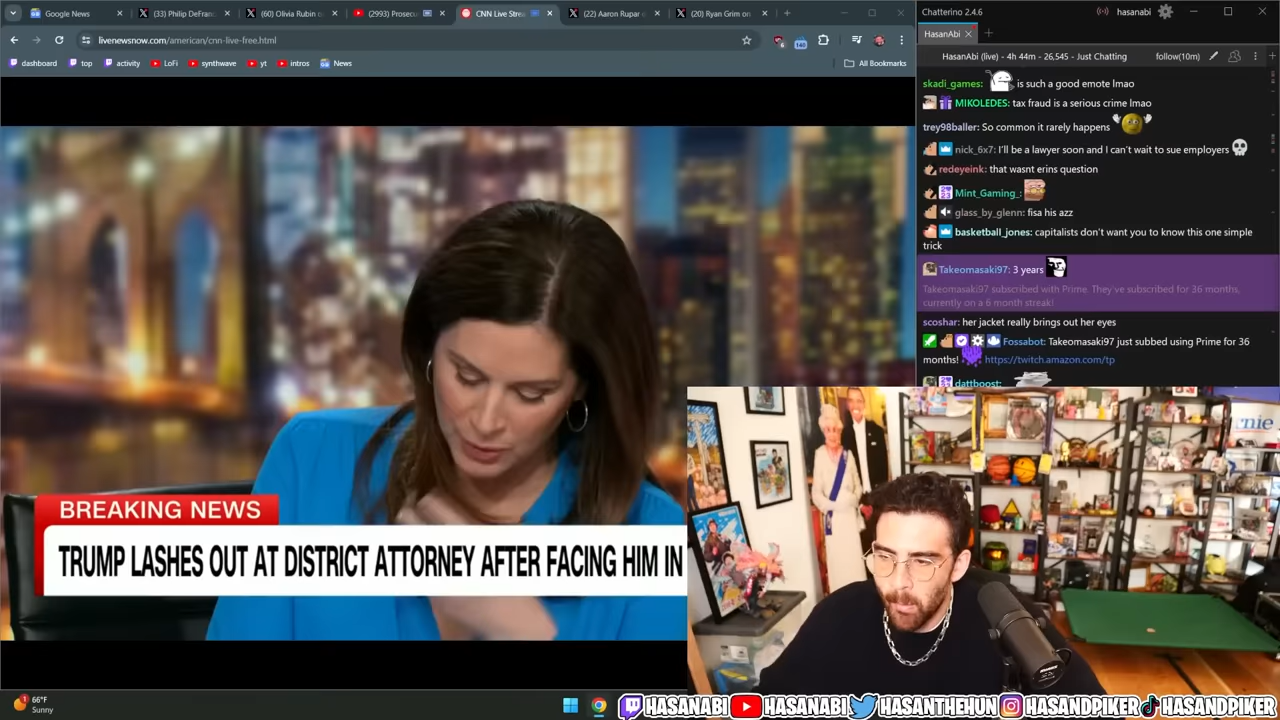 Google News
(33) Philip DeFranc
(60) Olivia Rubin o
(2993) Prosecu
CNN Live Stre
(22) Aaron Rupar
(20) Ryan Grim on
livenewsnow.com/american/cnn-live-free.html
dashboard
top
activity
LoFi
synthwave
yt
intros
News
All Bookmarks
BREAKING NEWS
TRUMP LASHES OUT AT DISTRICT ATTORNEY AFTER FACING HIM IN
Chatterino 2.4.6
hasanabi
HasanAbi
HasanAbi (live) - 4h 44m - 26,545 - Just Chatting
follow(10m)
skadi_games: is such a good emote lmao
MIKOLEDES: tax fraud is a serious crime lmao
trey98baller: So common it rarely happens
nick_6x7: I'll be a lawyer soon and I can't wait to sue employers
redeyeink: that wasnt erins question
Mint_Gaming_:
glass_by_glenn: fisa his azz
basketball_jones: capitalists don't want you to know this one simple
trick
Takeomasaki97: 3 years
Takeomasaki97 subscribed with Prime. They've subscribed for 36 months,
currently on a 6 month streak!
scoshar: her jacket really brings out her eyes
Fossabot: Takeomasaki97 just subbed using Prime for 36
months! https://twitch.amazon.com/tp
dattboost:
ernie
66°F
Sunny
HASANABI HASANABI HASANTHEHUN HASANDPIKER HASANDPIKER